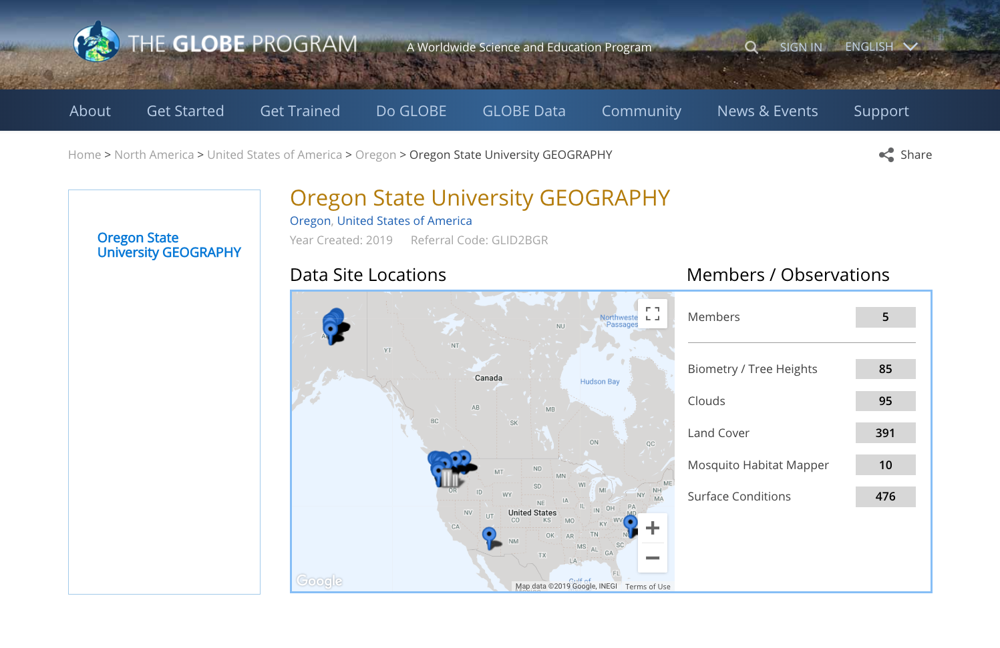 THE GLOBE PROGRAM
A Worldwide Science and Education Program
SIGN IN
ENGLISH
About
Get Started
Get Trained
Do GLOBE
GLOBE Data
Community
News & Events
Support
Home > North America > United States of America > Oregon > Oregon State University GEOGRAPHY
Share
Oregon State
University GEOGRAPHY
Oregon State University GEOGRAPHY
Oregon, United States of America
Year Created: 2019 Referral Code: GLID2BGR
Data Site Locations
Northwest
Passages
NU
YT
NT
Canada
Hudson Bay
AB
MB
BC
SK
ON
QC
MT
ND
MN
OR
ID
WY
SD
WI
MI
NY
NH
ME
MA
NE
IA
IL
IN
OH
PA
MD
NV
UT
United States
CO
KS
MO
KY
WV
CA
OK
AR
TN
NM
MS
AL
SC
GA
TX
LA
FL
Gulf of
Google
Map data ©2019 Google, INEGI
Terms of Use
Members / Observations
Members 5
Biometry / Tree Heights 85
Clouds 95
Land Cover 391
Mosquito Habitat Mapper 10
Surface Conditions 476